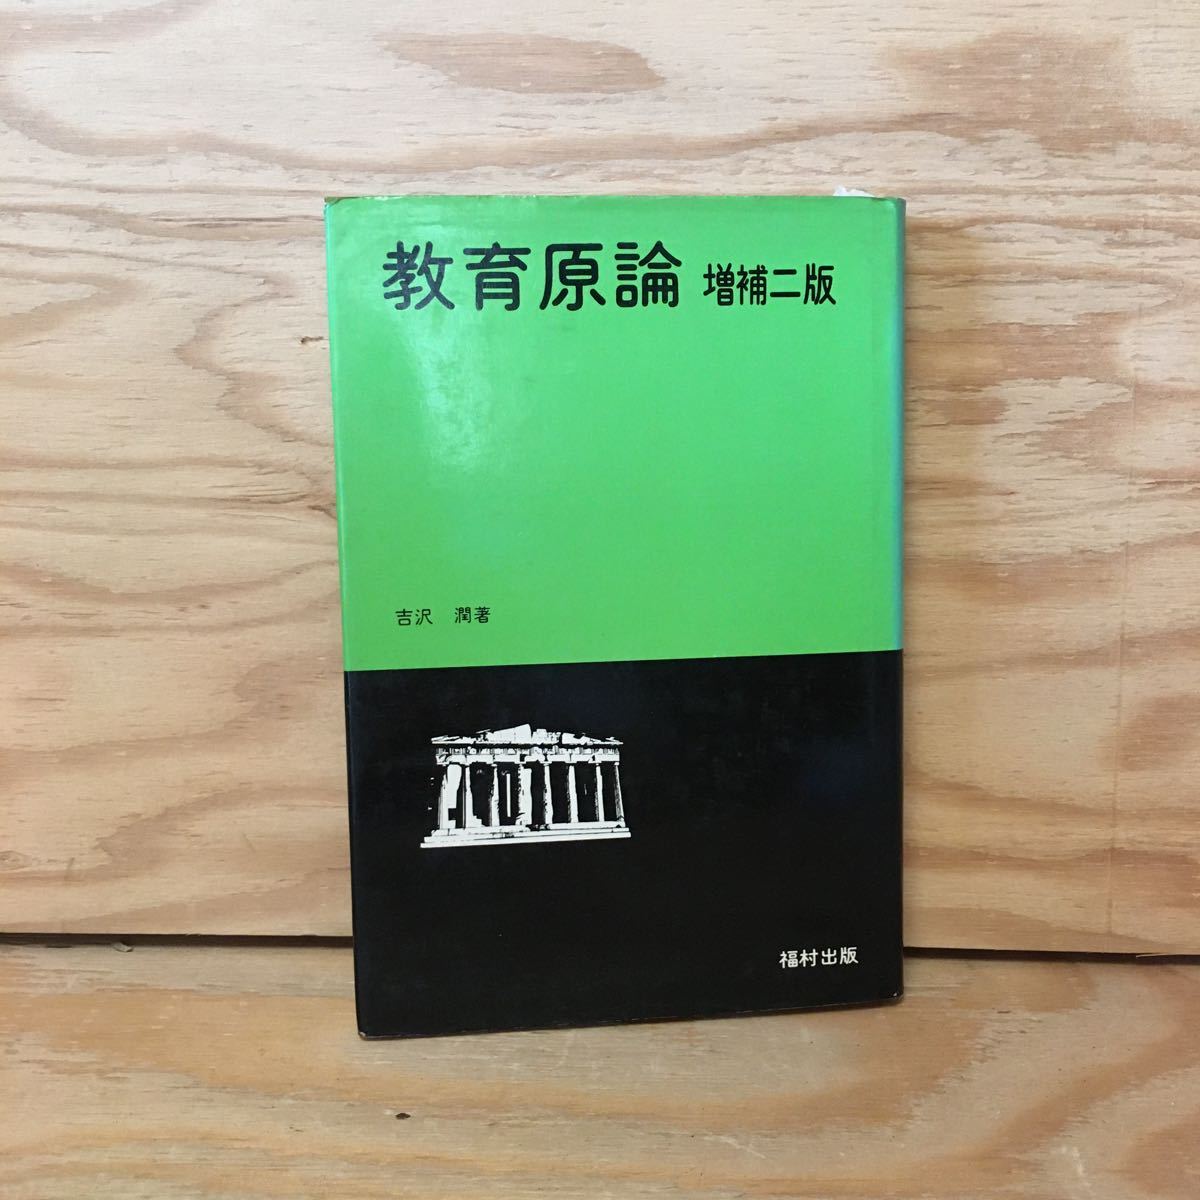 教育原論 増補二版
吉沢 潤著
福村出版